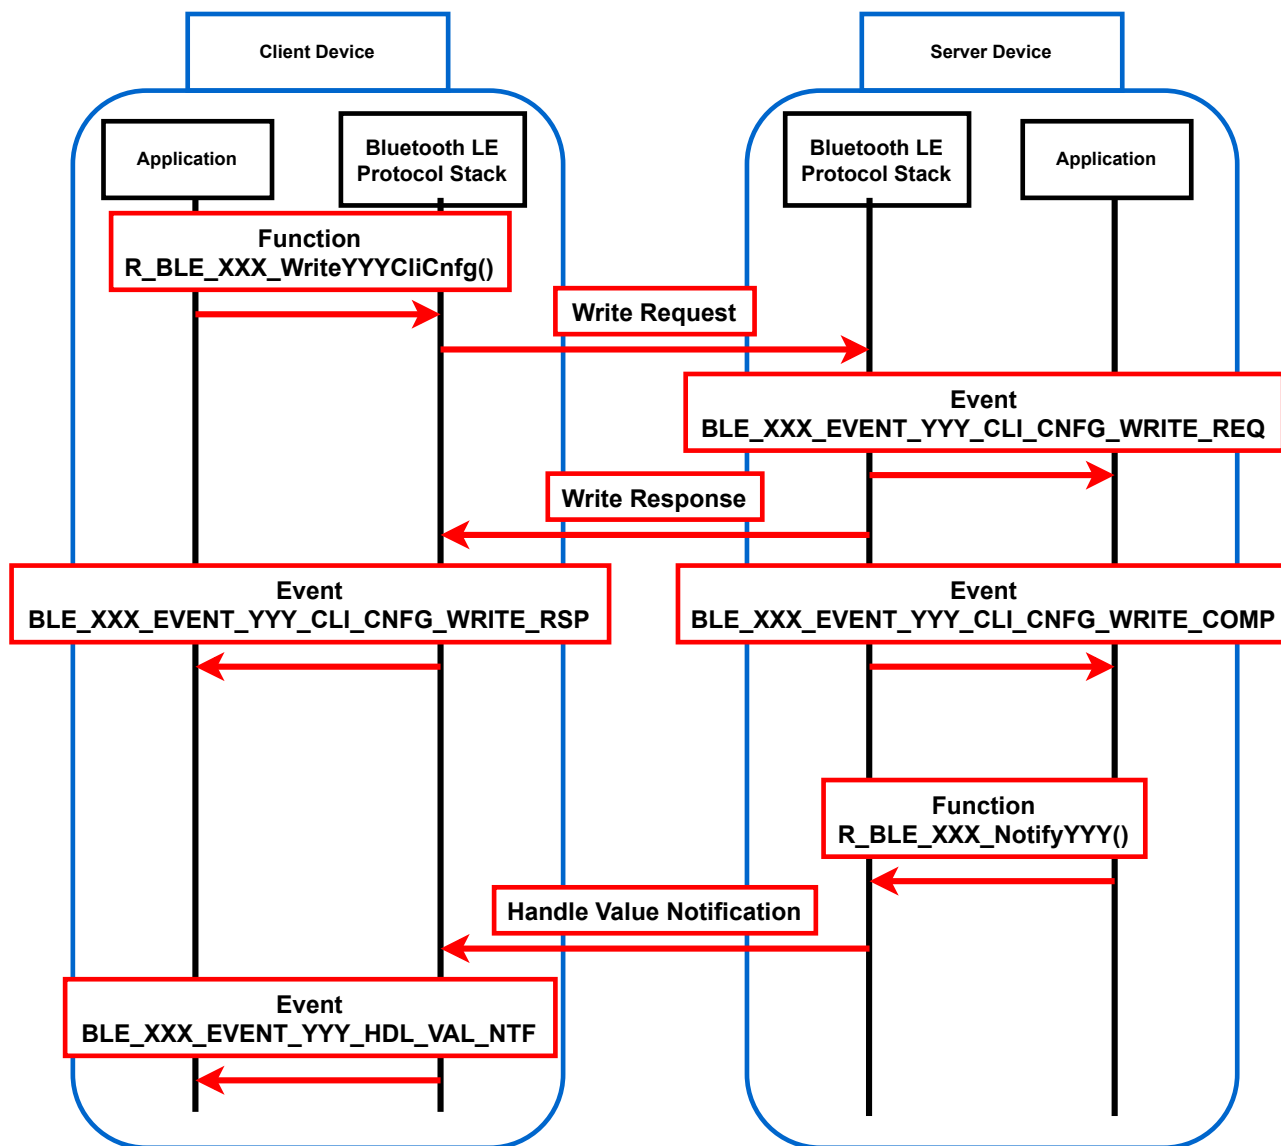 Client Device
Server Device
Application
Bluetooth LE
Protocol Stack
Bluetooth LE
Protocol Stack
Application
Function
R_BLE_XXX_WriteYYYCliCnfg()
Write Request
Event
BLE_XXX_EVENT_YYY_CLI_CNFG_WRITE_REQ
Write Response
Event
BLE_XXX_EVENT_YYY_CLI_CNFG_WRITE_RSP
Event
BLE_XXX_EVENT_YYY_CLI_CNFG_WRITE_COMP
Function
R_BLE_XXX_NotifyYYY()
Handle Value Notification
Event
BLE_XXX_EVENT_YYY_HDL_VAL_NTF